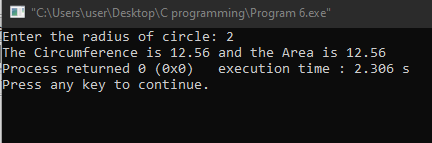 "C:\Users\user\Desktop\C programming\Program 6.exe"
Enter the radius of circle: 2
The Circumference is 12.56 and the Area is 12.56
Process returned 0 (0x0)   execution time : 2.306 s
Press any key to continue.